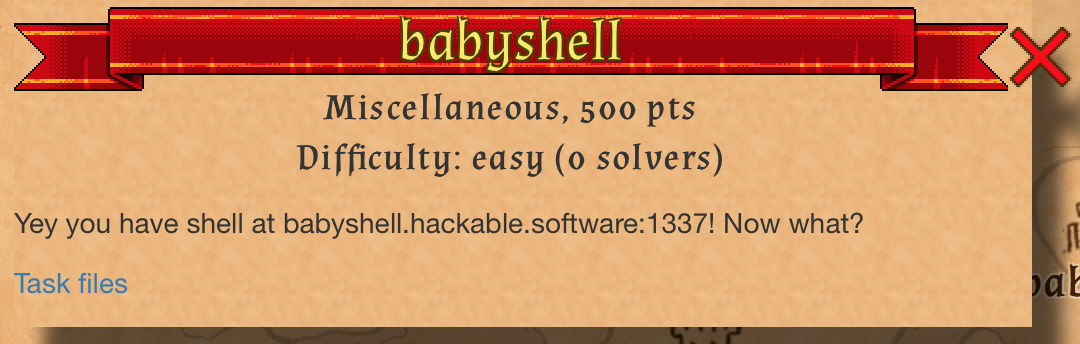 babyshell
Miscellaneous, 500 pts
Difficulty: easy (0 solvers)
Yey you have shell at babyshell.hackable.software:1337! Now what?
Task files